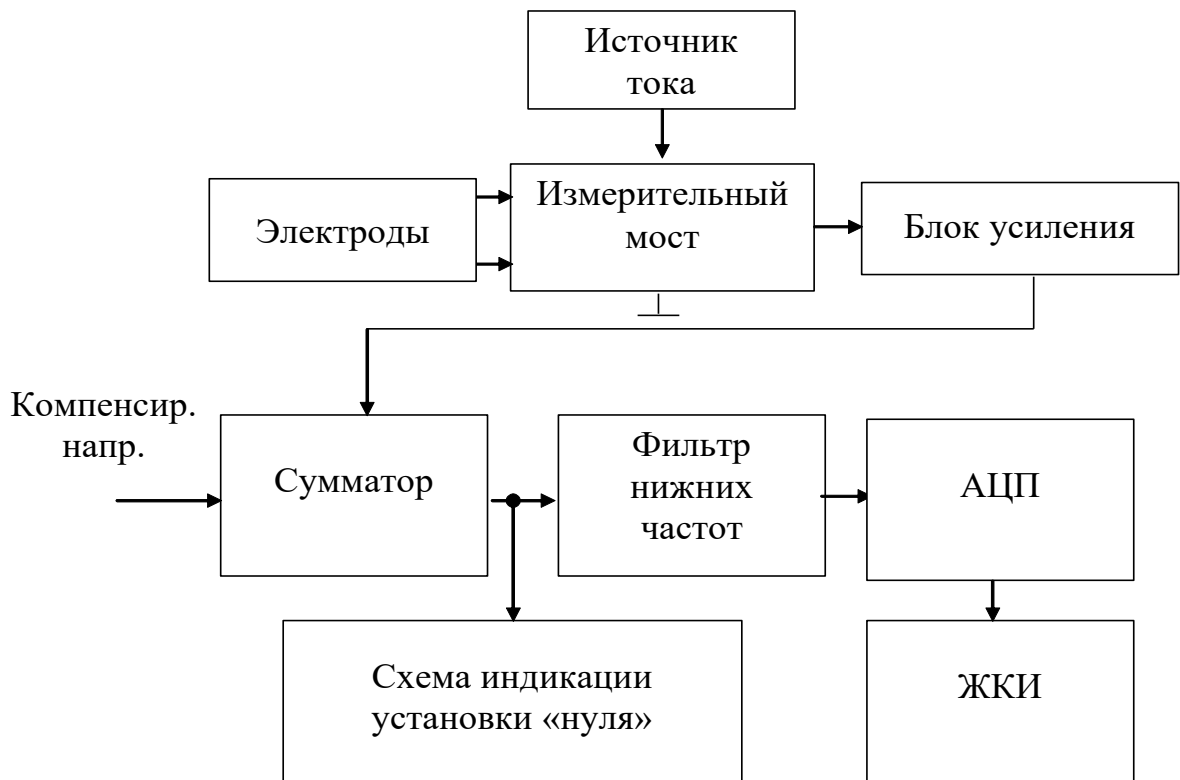 Источник
тока
Электроды
Измерительный
мост
Блок усиления
Компенсир.
напр.
Сумматор
Фильтр
нижних
частот
АЦП
Схема индикации
установки «нуля»
ЖКИ